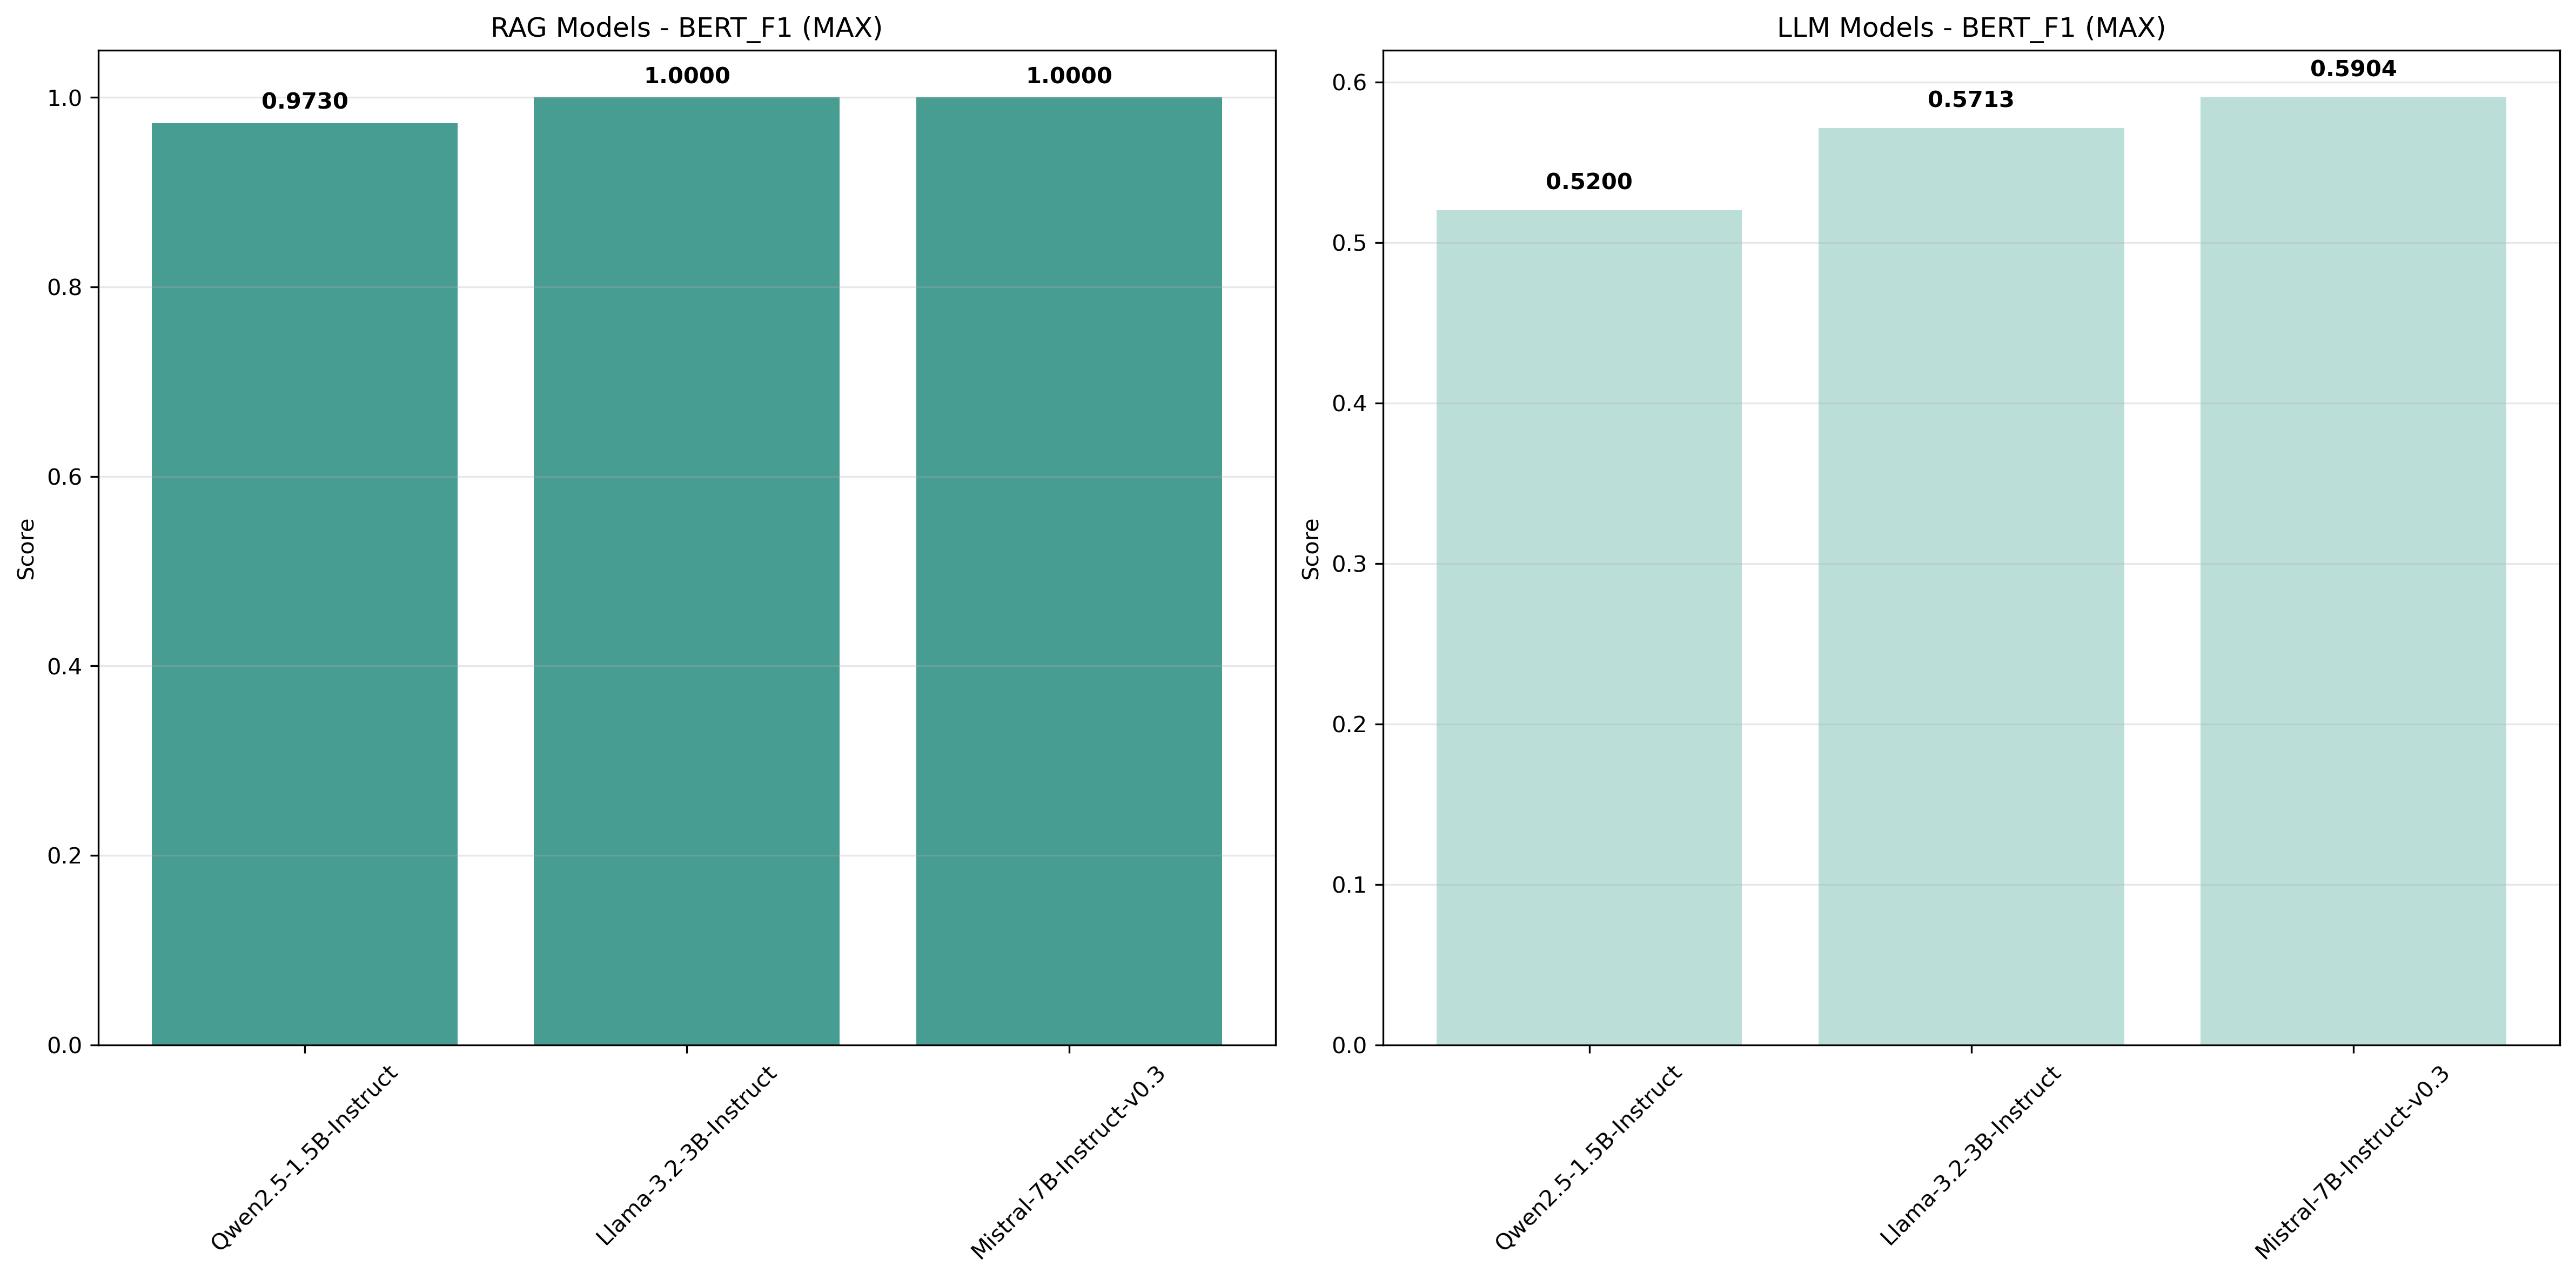 RAG Models - BERT_F1 (MAX)
1.0
0.8
0.6
0.4
0.2
0.0
Score
0.9730
1.0000
1.0000
Qwen2.5-1.5B-Instruct
Llama-3.2-3B-Instruct
Mistral-7B-Instruct-v0.3
LLM Models - BERT_F1 (MAX)
0.6
0.5
0.4
0.3
0.2
0.1
0.0
Score
0.5200
0.5713
0.5904
Qwen2.5-1.5B-Instruct
Llama-3.2-3B-Instruct
Mistral-7B-Instruct-v0.3